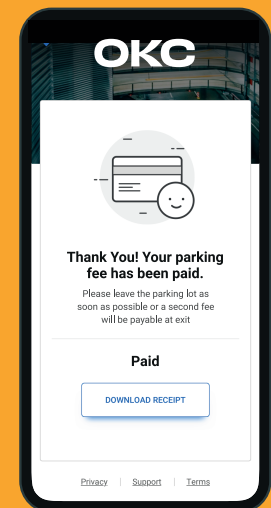 OKC
Thank You! Your parking
fee has been paid.
Please leave the parking lot as
soon as possible or a second fee
will be payable at exit
Paid
DOWNLOAD RECEIPT
Privacy | Support | Terms